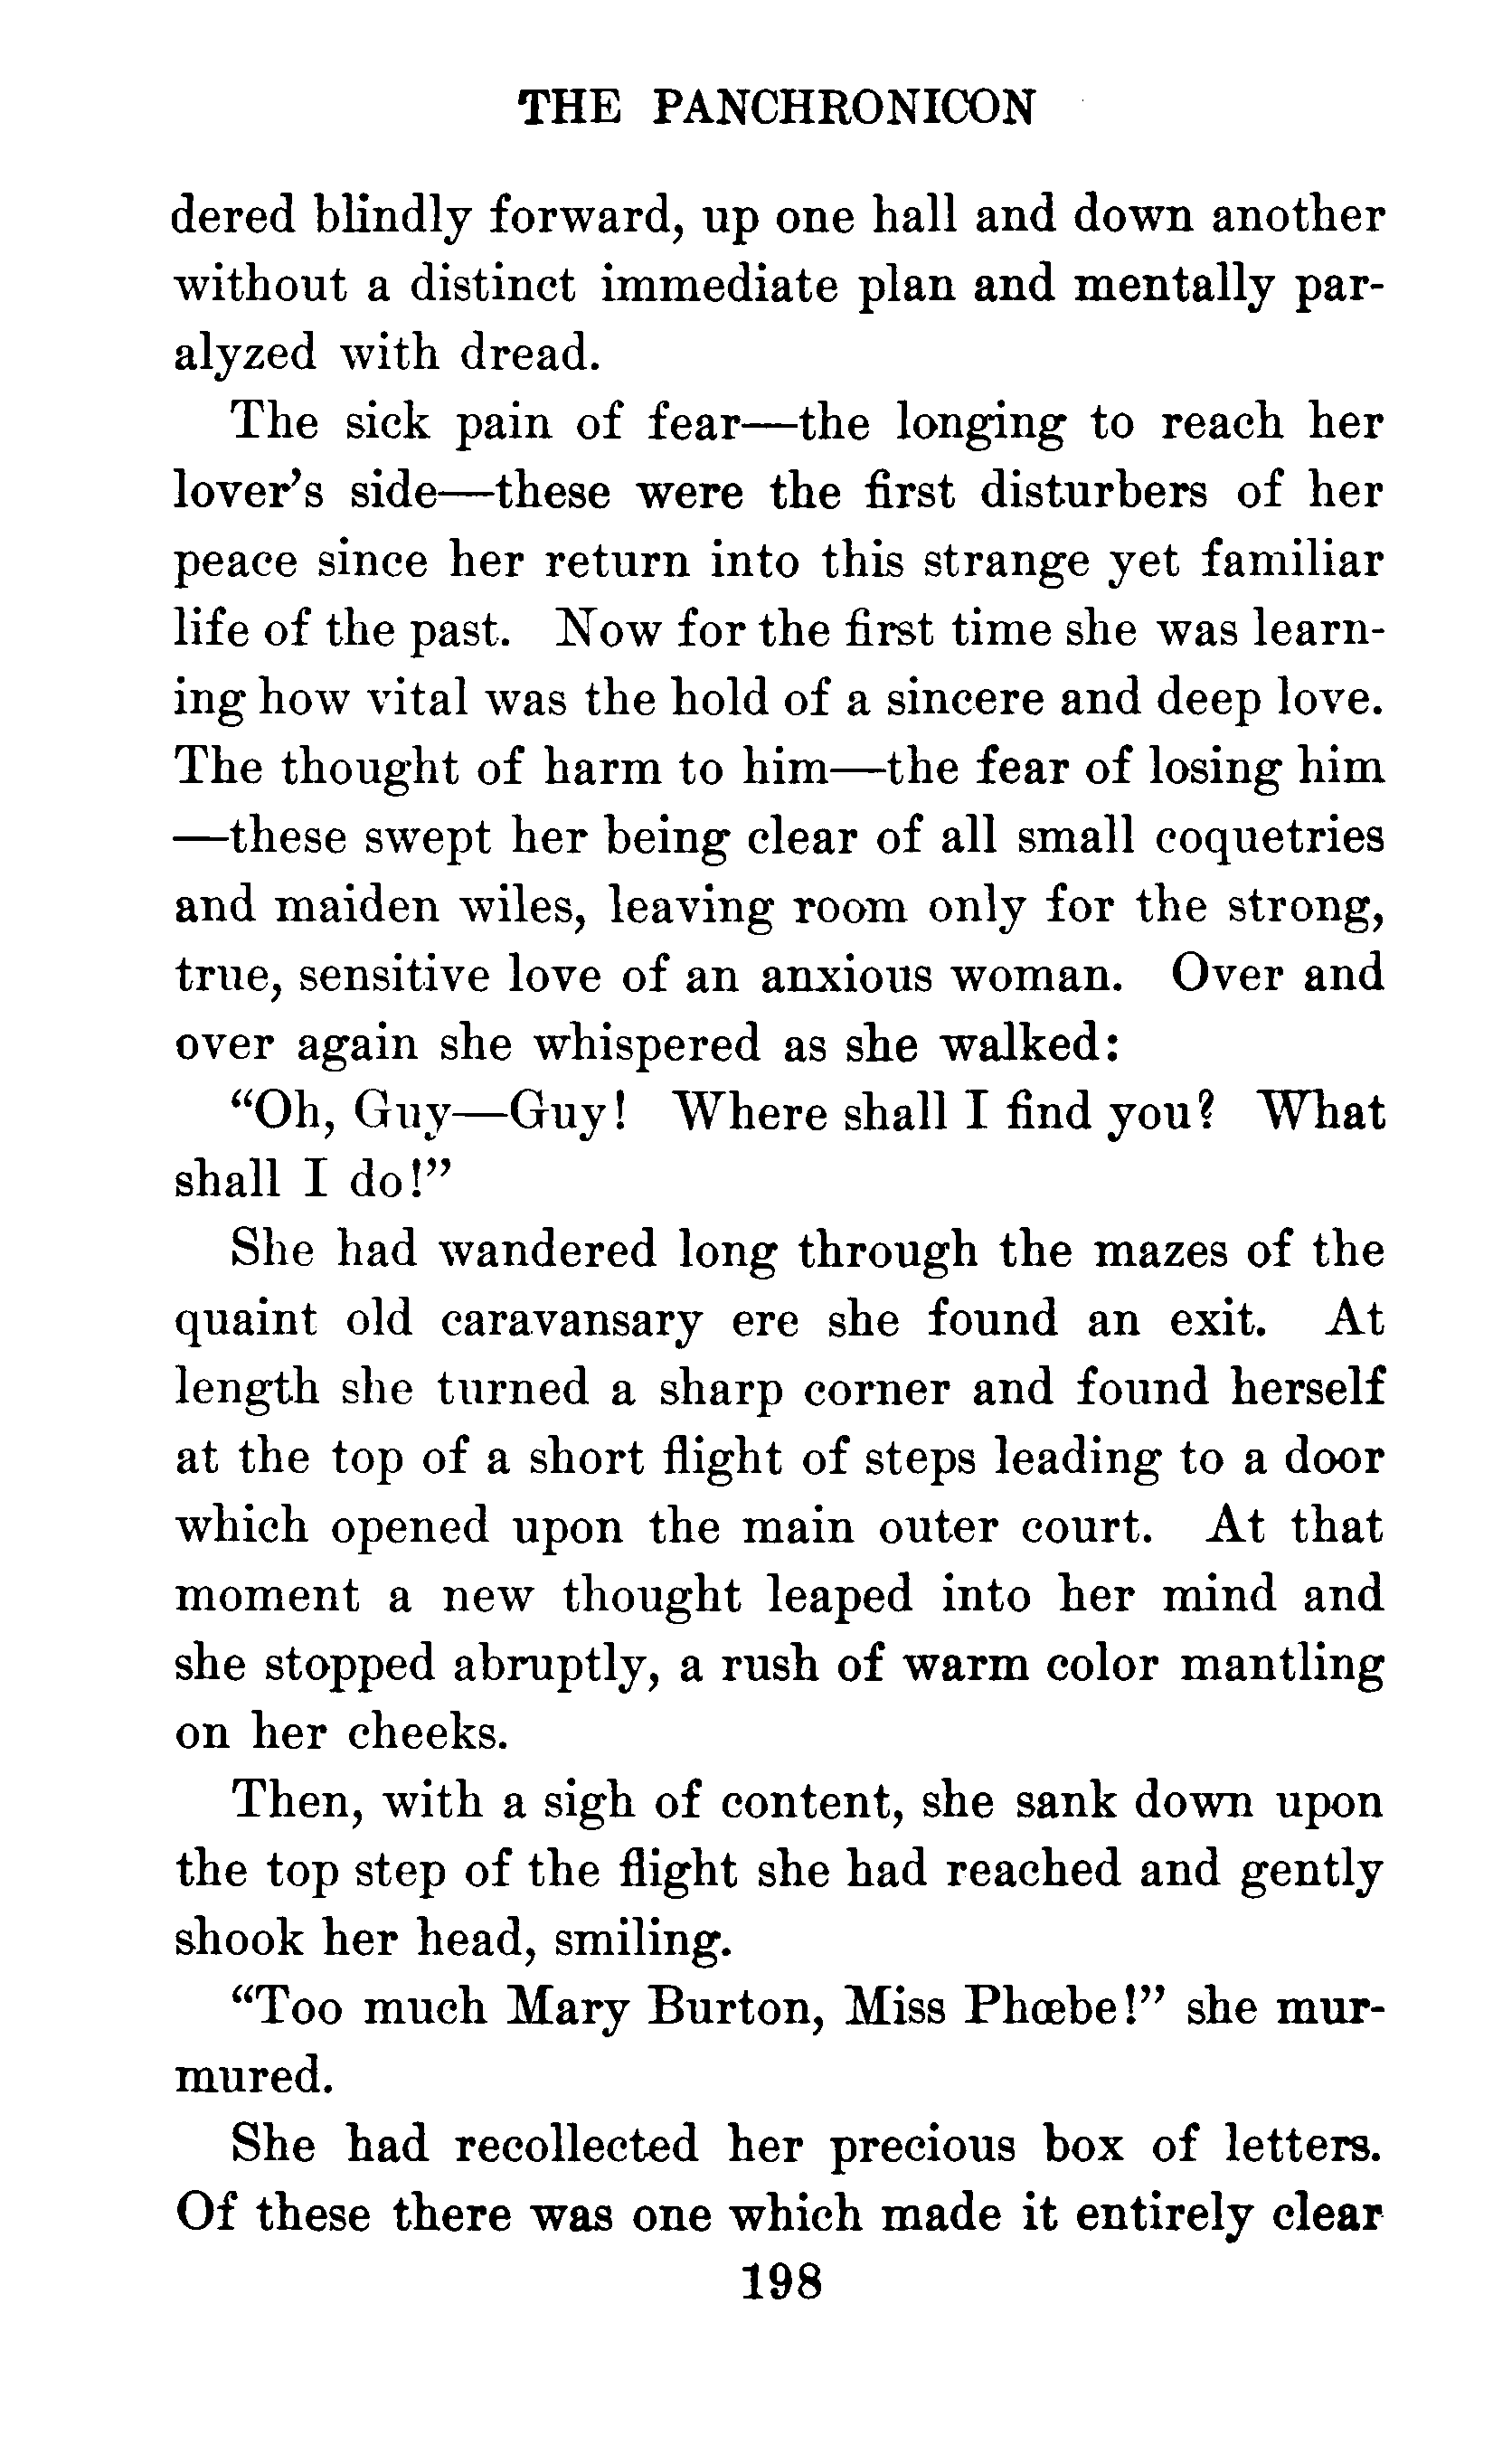 THE PANCHRONICON
dered blindly forward, up one hall and down another
without a distinct immediate plan and mentally par-
alyzed with dread.
The sick pain of fear—the longing to reach her
lover's side—these were the first disturbers of her
peace since her return into this strange yet familiar
life of the past. Now for the first time she was learn-
ing how vital was the hold of a sincere and deep love.
The thought of harm to him—the fear of losing him
—these swept her being clear of all small coquetries
and maiden wiles, leaving room only for the strong,
true, sensitive love of an anxious woman. Over and
over again she whispered as she walked:
"Oh, Guy—Guy! Where shall I find you? What
shall I do!"
She had wandered long through the mazes of the
quaint old caravansary ere she found an exit. At
length she turned a sharp corner and found herself
at the top of a short flight of steps leading to a door
which opened upon the main outer court. At that
moment a new thought leaped into her mind and
she stopped abruptly, a rush of warm color mantling
on her cheeks.
Then, with a sigh of content, she sank down upon
the top step of the flight she had reached and gently
shook her head, smiling.
"Too much Mary Burton, Miss Phœbe!" she mur-
mured.
She had recollected her precious box of letters.
Of these there was one which made it entirely clear
198